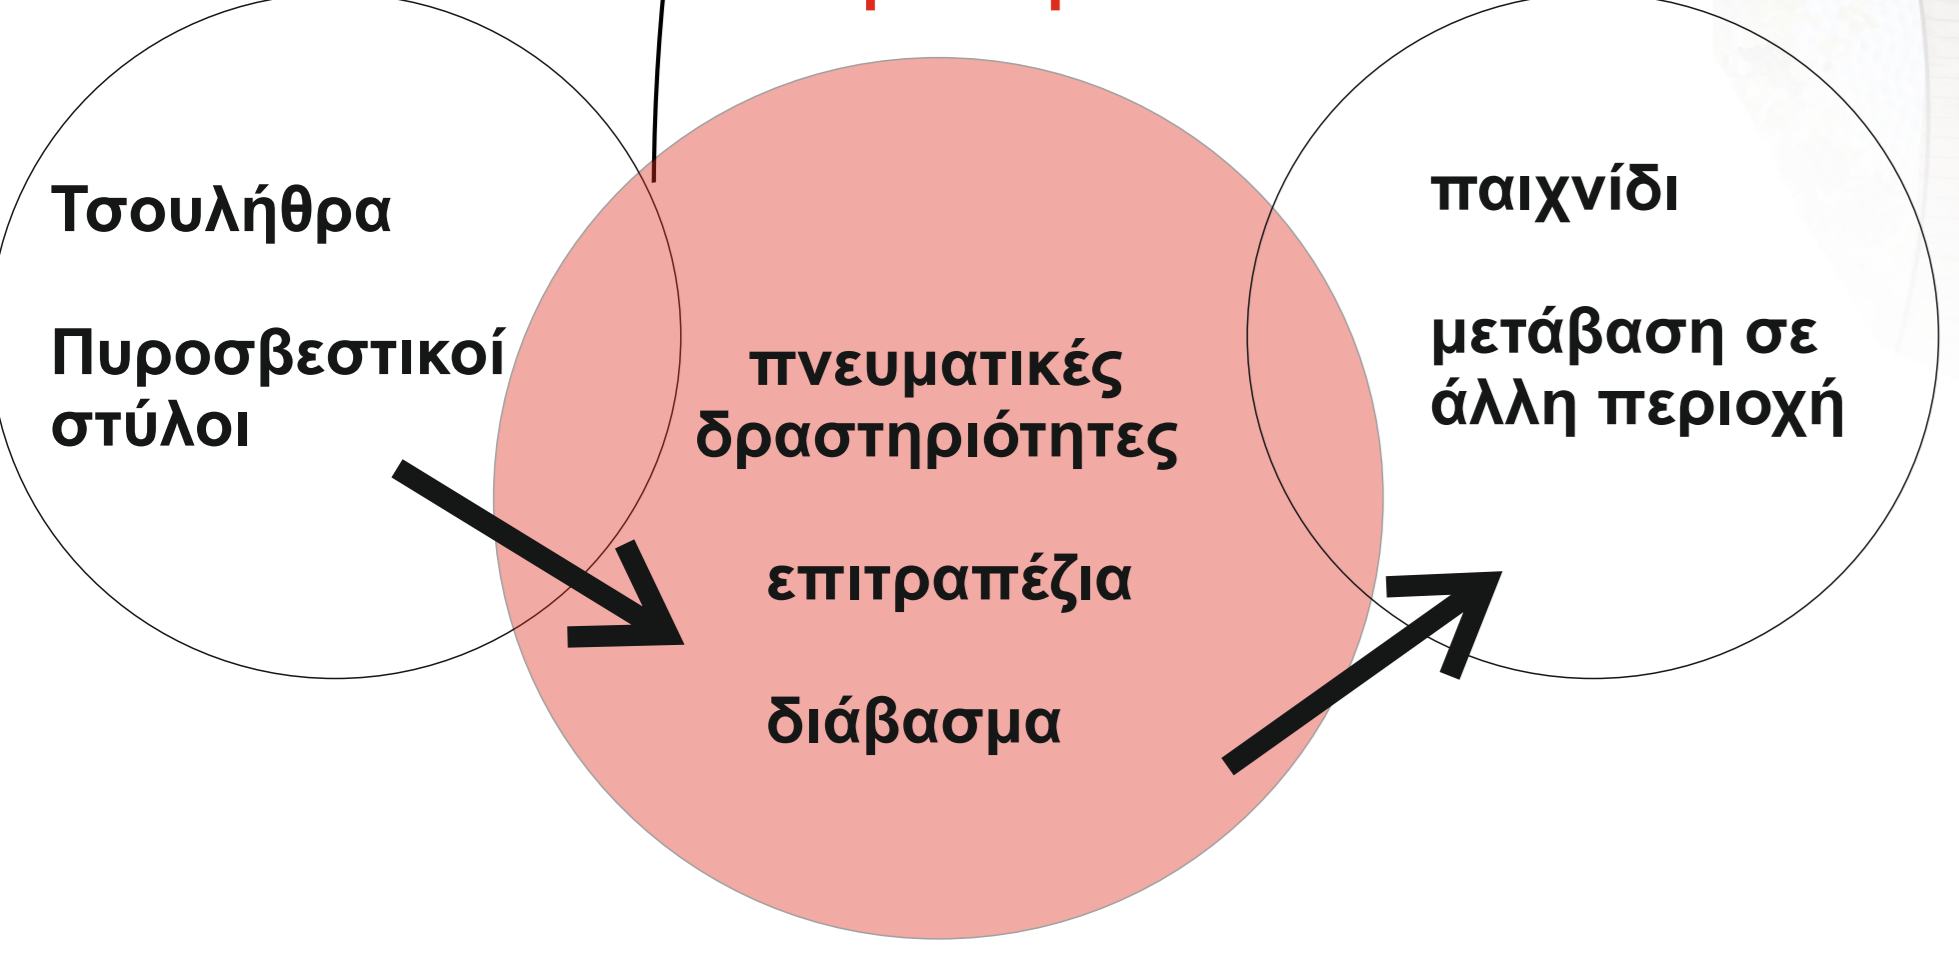 Τσουλήθρα
Πυροσβεστικοί
στύλοι
πνευματικές
δραστηριότητες
επιτραπέζια
διάβασμα
παιχνίδι
μετάβαση σε
άλλη περιοχή